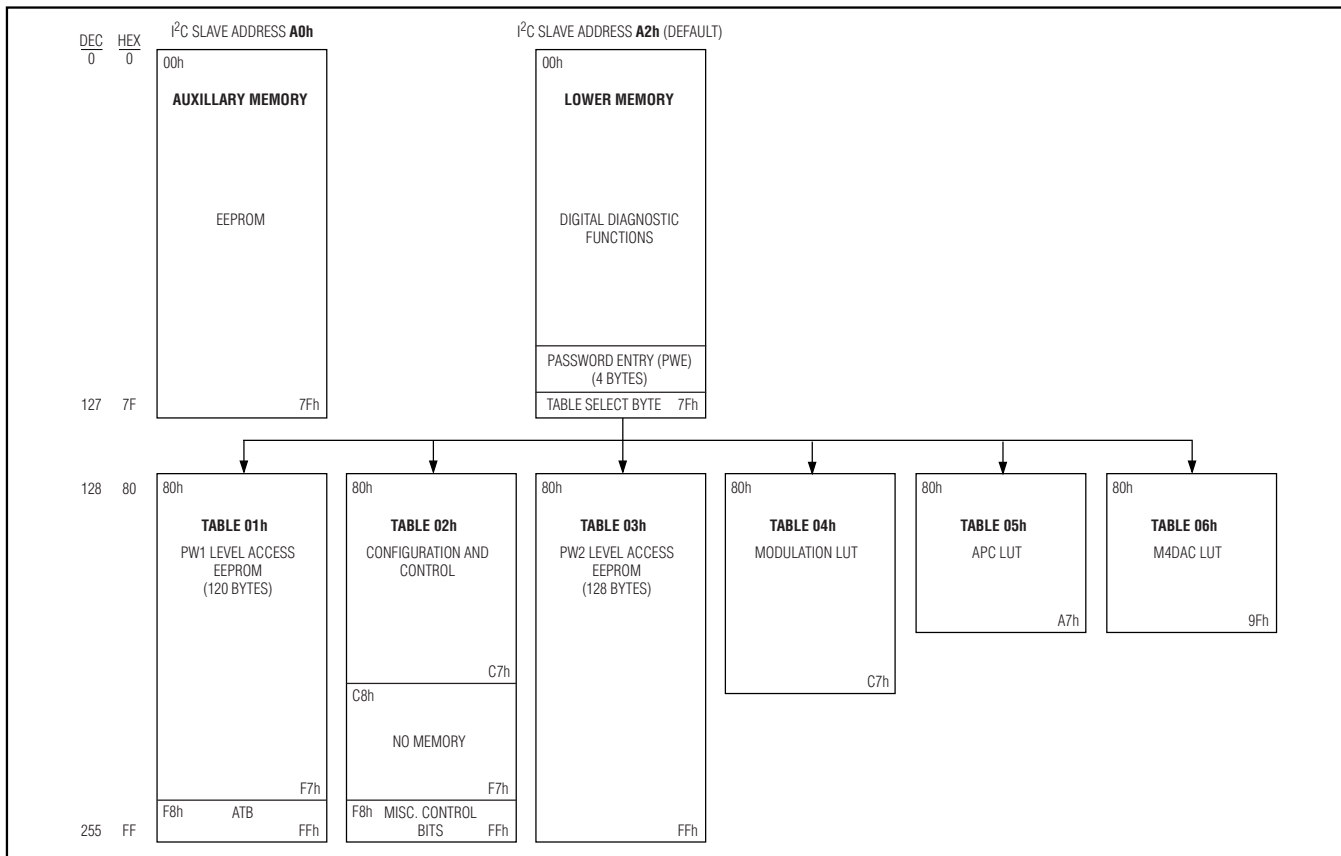 DEC HEX
0 0
I²C SLAVE ADDRESS A0h
00h
AUXILLARY MEMORY
EEPROM
127 7F
7Fh
I²C SLAVE ADDRESS A2h (DEFAULT)
00h
LOWER MEMORY
DIGITAL DIAGNOSTIC
FUNCTIONS
PASSWORD ENTRY (PWE)
(4 BYTES)
TABLE SELECT BYTE 7Fh
128 80
80h
TABLE 01h
PW1 LEVEL ACCESS
EEPROM
(120 BYTES)
F7h
F8h ATB
FFh
255 FF
80h
TABLE 02h
CONFIGURATION AND
CONTROL
C7h
C8h
NO MEMORY
F7h
F8h MISC. CONTROL
BITS FFh
80h
TABLE 03h
PW2 LEVEL ACCESS
EEPROM
(128 BYTES)
FFh
80h
TABLE 04h
MODULATION LUT
C7h
80h
TABLE 05h
APC LUT
A7h
80h
TABLE 06h
M4DAC LUT
9Fh